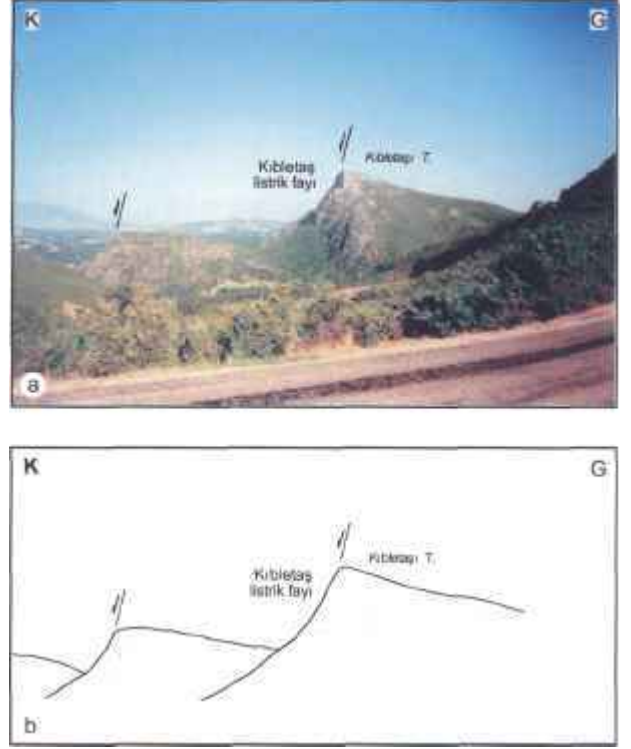 K G
Kıbletaşı T.
Kıbletaş
listrik fayı
a
K G
Kıbletaşı T.
Kıbletaş
listrik fayı
b